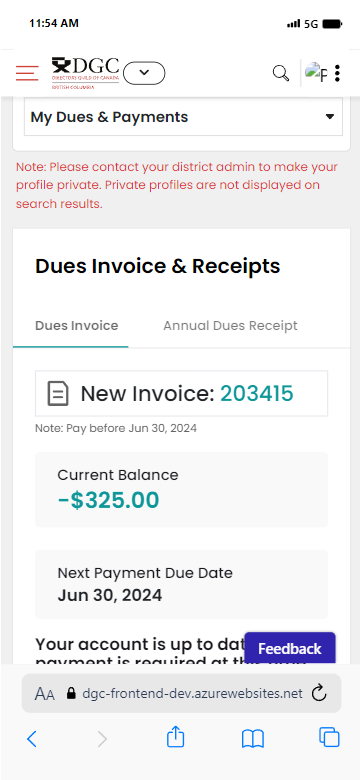 11:54 AM
5G
DGC
DIRECTORS GUILD OF CANADA
BRITISH COLUMBIA
F
My Dues & Payments
Note: Please contact your district admin to make your
profile private. Private profiles are not displayed on
search results.
Dues Invoice & Receipts
Dues Invoice
Annual Dues Receipt
New Invoice: 203415
Note: Pay before Jun 30, 2024
Current Balance
-$325.00
Next Payment Due Date
Jun 30, 2024
Your account is up to dat
payment is required at th
Feedback
AA
dgc-frontend-dev.azurewebsites.net